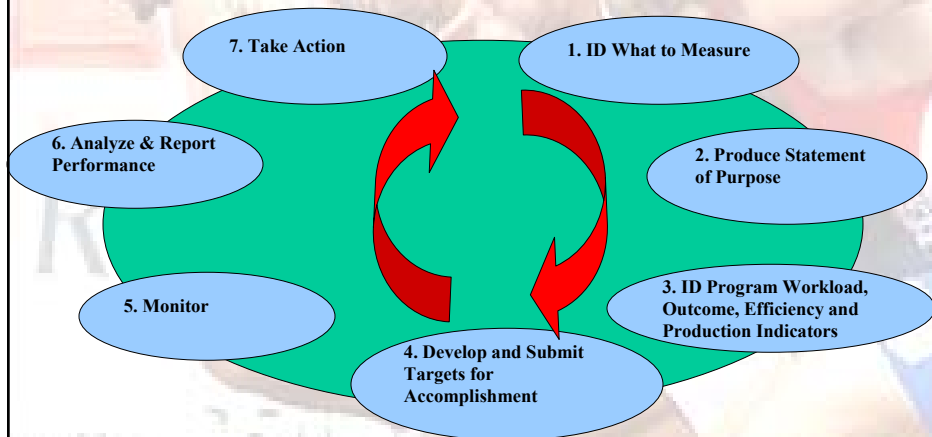 7. Take Action
1. ID What to Measure
6. Analyze & Report
Performance
2. Produce Statement
of Purpose
5. Monitor
3. ID Program Workload,
Outcome, Efficiency and
Production Indicators
4. Develop and Submit
Targets for
Accomplishment